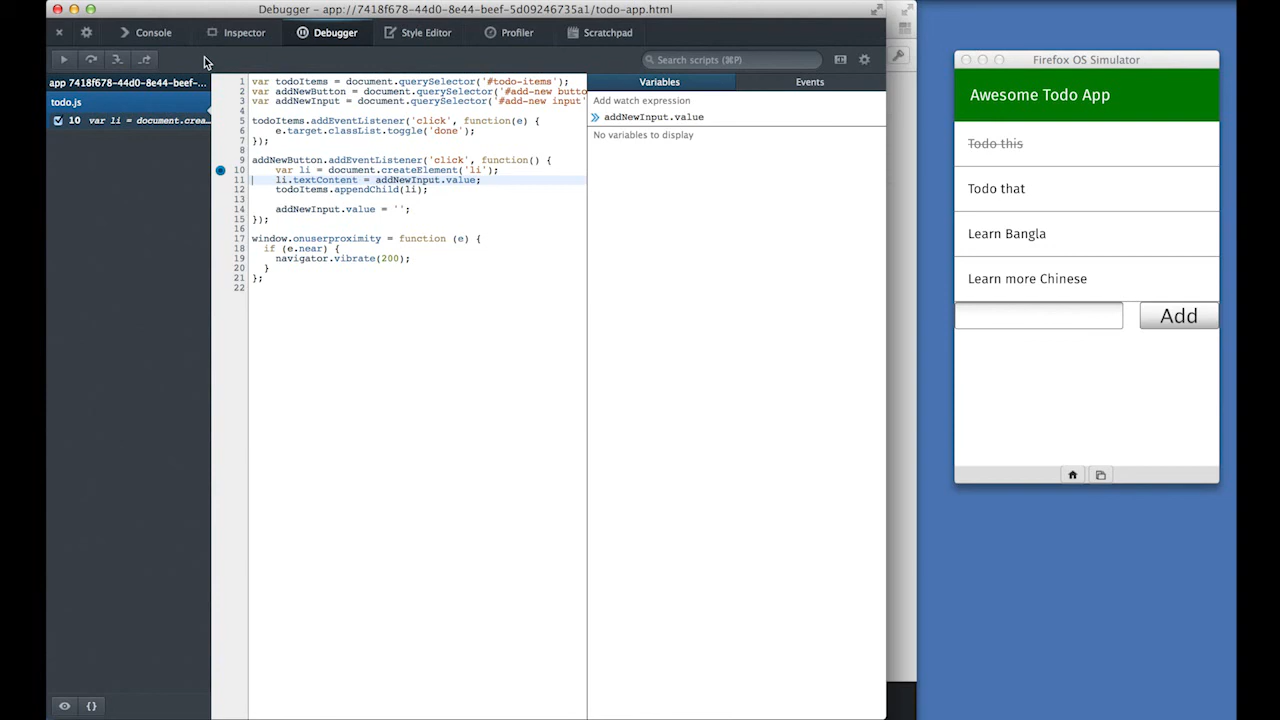 Debugger - app://7418f678-44d0-8e44-beef-5d09246735a1/todo-app.html
Console
Inspector
Debugger
Style Editor
Profiler
Scratchpad
Search scripts (⌘P)
app 7418f678-44d0-8e44-beef-...
todo.js
10 var li = document.crea...
1 var todoItems = document.querySelector('#todo-items');
2 var addNewButton = document.querySelector('#add-new butto
3 var addNewInput = document.querySelector('#add-new input'
4
5 todoItems.addEventListener('click', function(e) {
6 e.target.classList.toggle('done');
7 });
8
9 addNewButton.addEventListener('click', function() {
10 var li = document.createElement('li');
11 li.textContent = addNewInput.value;
12 todoItems.appendChild(li);
13
14 addNewInput.value = '';
15 });
16
17 window.onuserproximity = function (e) {
18 if (e.near) {
19 navigator.vibrate(200);
20 }
21 };
22
Variables
Events
Add watch expression
addNewInput.value
No variables to display
Firefox OS Simulator
Awesome Todo App
Todo this
Todo that
Learn Bangla
Learn more Chinese
Add